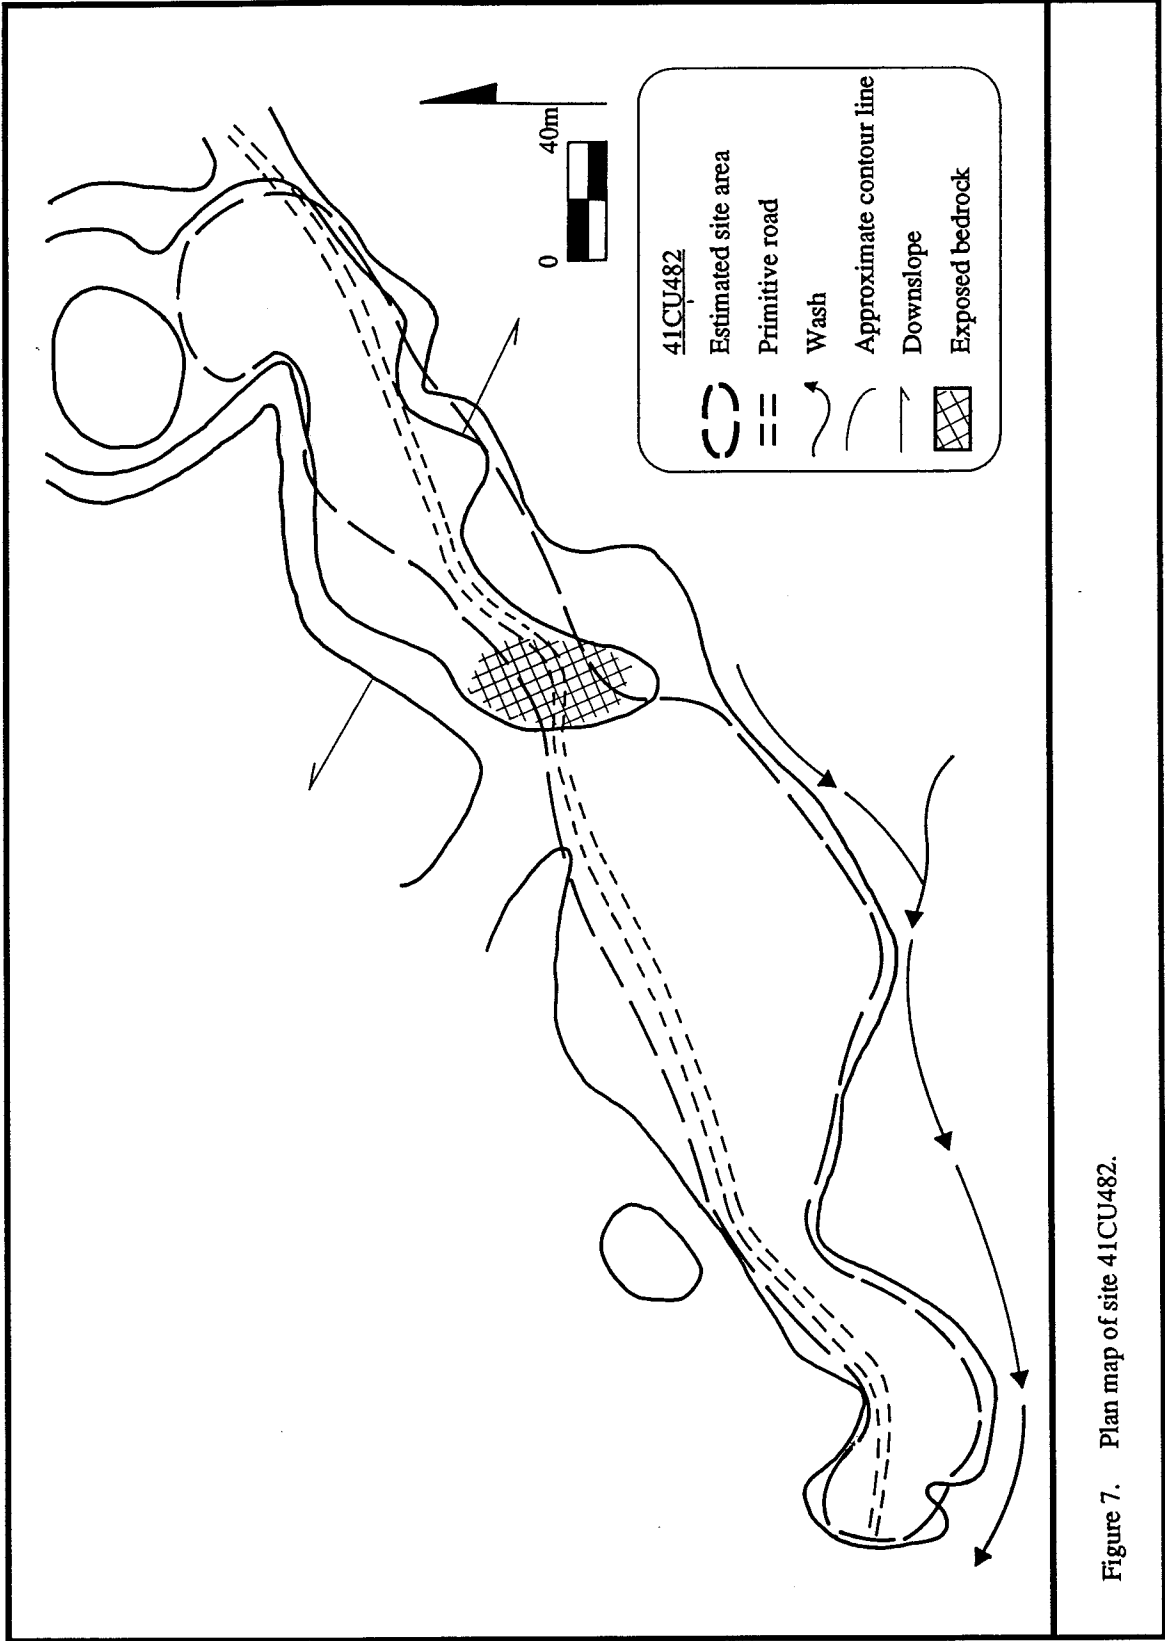 0 40m
41CU482
Estimated site area
Primitive road
Wash
Approximate contour line
Downslope
Exposed bedrock
Figure 7. Plan map of site 41CU482.